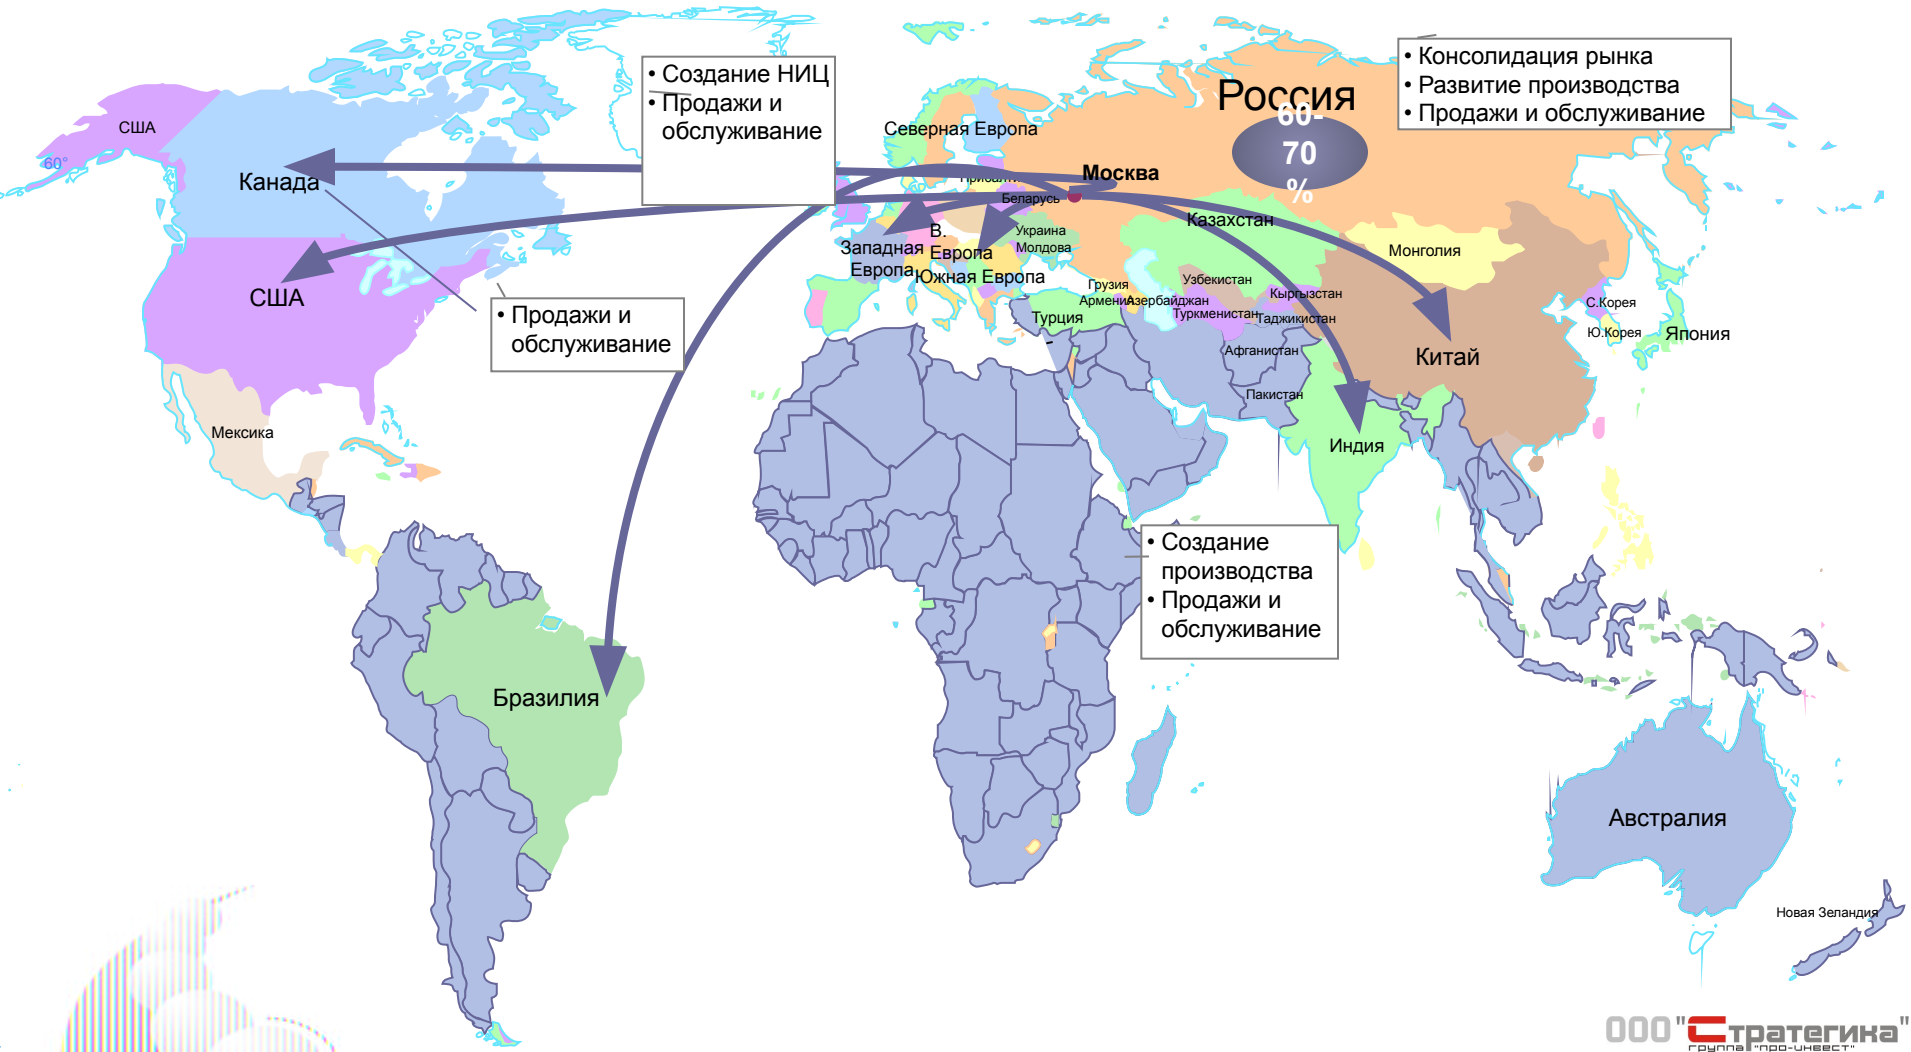 • Консолидация рынка
• Развитие производства
• Продажи и обслуживание
• Создание НИЦ
• Продажи и
обслуживание
Россия
60-
70
%
США
60°
Канада
Северная Европа
Москва
Беларусь
Казахстан
Украина
Молдова
В.
Европа
Западная
Европа
Южная Европа
Монголия
Узбекистан
Грузия
Кыргызстан
Армения
Азербайджан
Туркменистан
Таджикистан
Турция
С.Корея
Ю.Корея
Япония
США
• Продажи и
обслуживание
Афганистан
Китай
Пакистан
Мексика
Индия
• Создание
производства
• Продажи и
обслуживание
Бразилия
Австралия
Новая Зеландия
ООО "Стратегика"
группа "про-инвест"